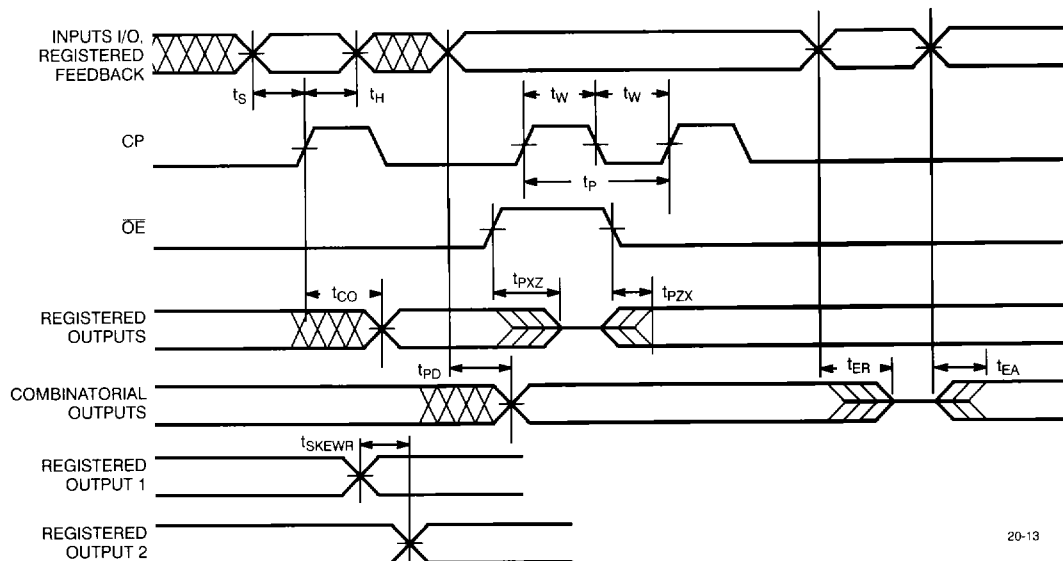 INPUTS I/O,
REGISTERED
FEEDBACK
tS
tH
tW
tW
CP
tP
OE
tPXZ
tPZX
tCO
REGISTERED
OUTPUTS
tPD
tER
tEA
COMBINATORIAL
OUTPUTS
tSKEWR
REGISTERED
OUTPUT 1
REGISTERED
OUTPUT 2
20-13